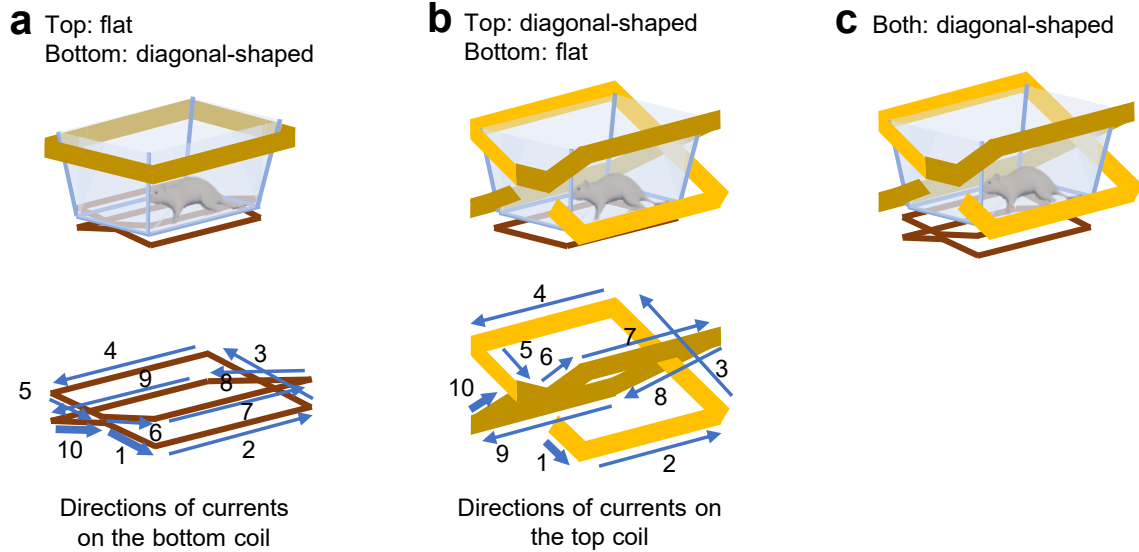 a Top: flat
Bottom: diagonal-shaped
b Top: diagonal-shaped
Bottom: flat
c Both: diagonal-shaped
4
3
9
8
5
7
6
10
1
2
Directions of currents
on the bottom coil
4
7
5
6
3
10
8
9
1
2
Directions of currents on
the top coil